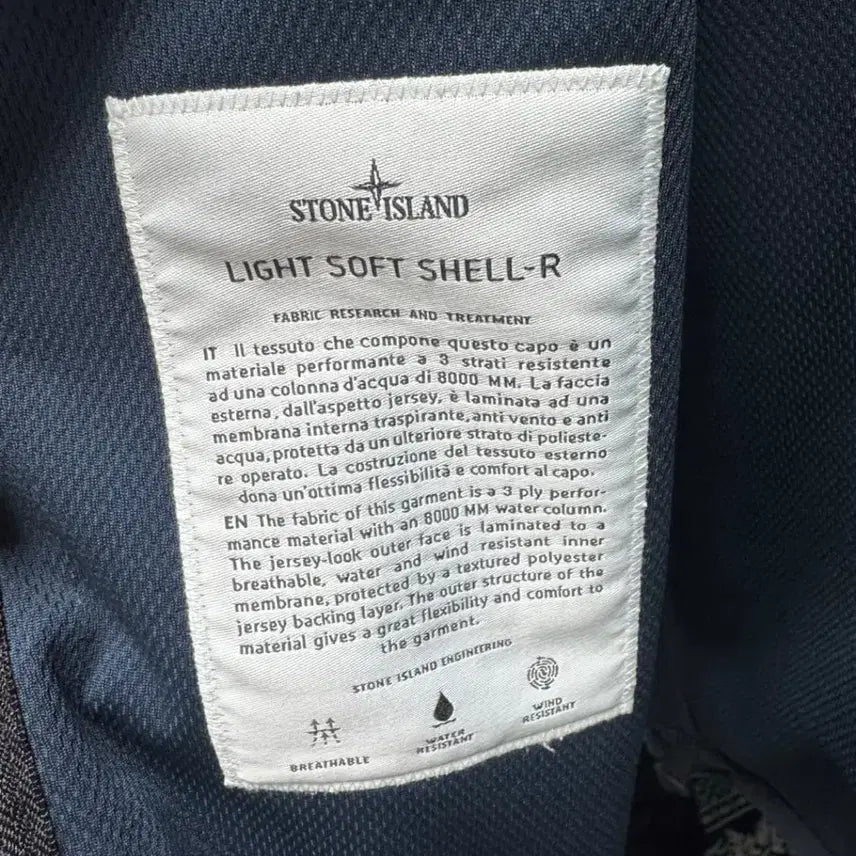 STONE ISLAND
LIGHT SOFT SHELL-R
FABRIC RESEARCH AND TREATMENT
IT Il tessuto che compone questo capo è un
materiale performante a 3 strati resistente
ad una colonna d'acqua di 8000 MM. La faccia
esterna, dall'aspetto jersey, è laminata ad una
membrana interna traspirante, anti vento e anti
acqua, protetta da un ulteriore strato di polieste-
re operato. La costruzione del tessuto esterno
dona un'ottima flessibilità e comfort al capo.
EN The fabric of this garment is a 3 ply perfor-
mance material with an 8000 MM water column.
The jersey-look outer face is laminated to a
breathable, water and wind resistant inner
membrane, protected by a textured polyester
jersey backing layer. The outer structure of the
material gives a great flexibility and comfort to
the garment.
STONE ISLAND ENGINEERING
BREATHABLE
WATER
RESISTANT
WIND
RESISTANT